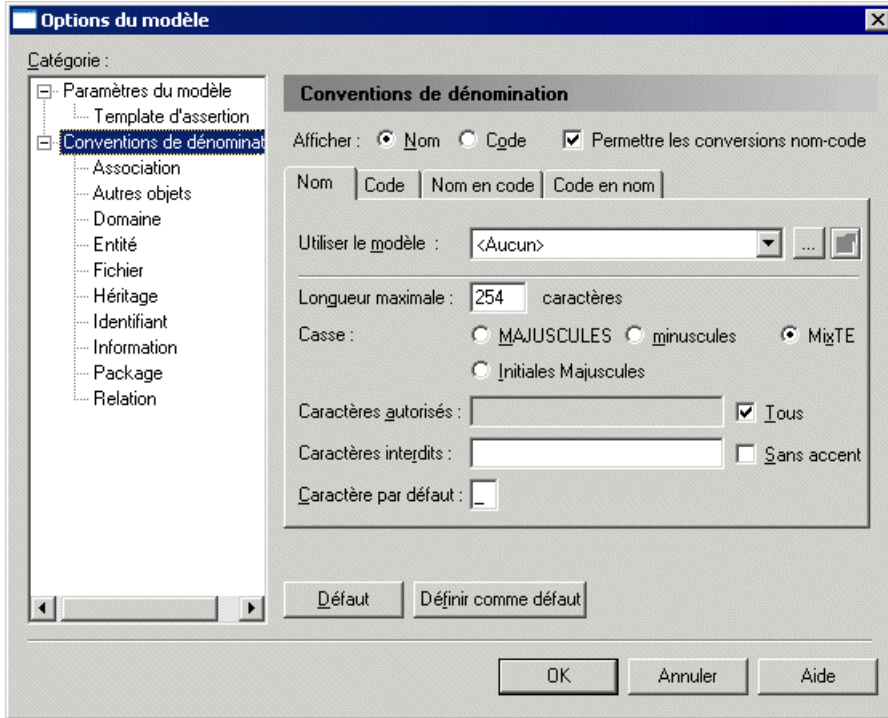 Options du modèle
Catégorie :
Paramètres du modèle
Template d'assertion
Conventions de dénominat
Association
Autres objets
Domaine
Entité
Fichier
Héritage
Identifiant
Information
Package
Relation
Conventions de dénomination
Afficher : Nom Code Permettre les conversions nom-code
Nom Code Nom en code Code en nom
Utiliser le modèle : <Aucun> ...
Longueur maximale : 254 caractères
Casse : MAJUSCULES minuscules MixTE
Initiales Majuscules
Caractères autorisés : Tous
Caractères interdits : Sans accent
Caractère par défaut : _
Défaut Définir comme défaut
OK Annuler Aide